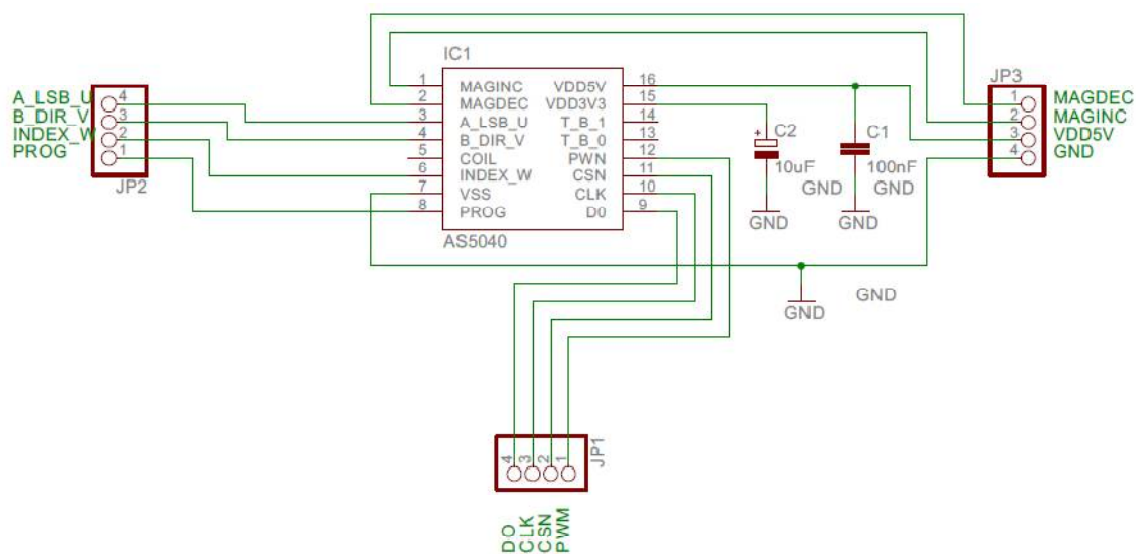 IC1
1 MAGINC VDD5V 16
2 MAGDEC VDD3V3 15
3 A_LSB_U T_B_1 14
4 B_DIR_V T_B_0 13
5 COIL PWN 12
6 INDEX_W CSN 11
7 VSS CLK 10
8 PROG D0 9
AS5040
A_LSB_U 4
B_DIR_V 3
INDEX_W 2
PROG 1
JP2
+
C2
10uF
GND
GND
C1
100nF
GND
GND
JP3
1 MAGDEC
2 MAGINC
3 VDD5V
4 GND
GND
GND
JP1
4 3 2 1
DO
CLK
CSN
PWM